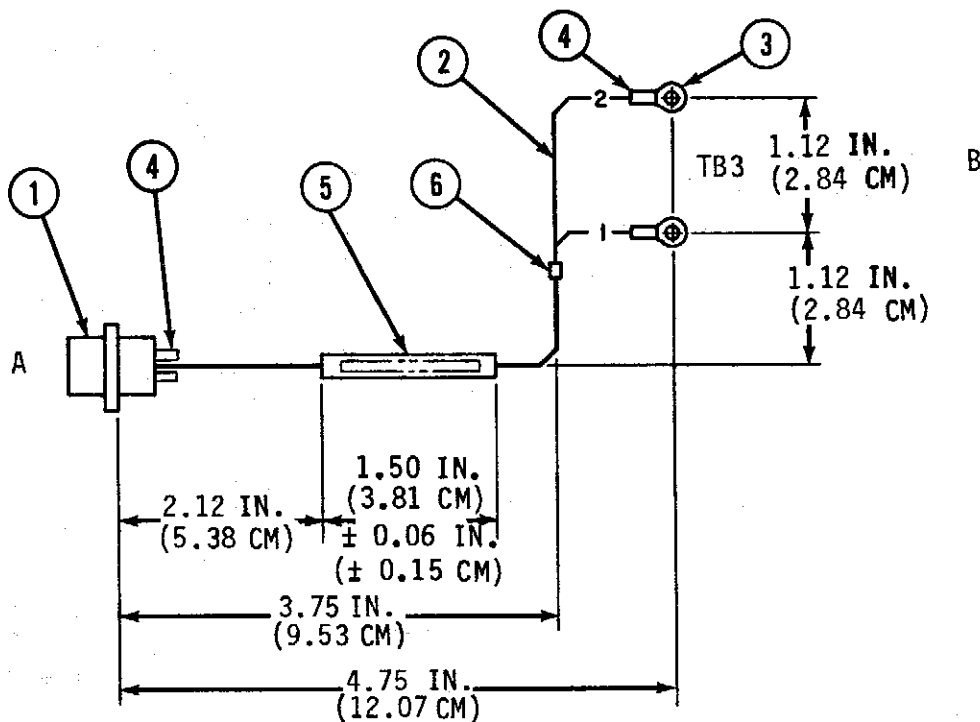 4
3
2
2
TB3
1.12 IN.
(2.84 CM)
B
1
4
5
6
1
1.12 IN.
(2.84 CM)
A
1.50 IN.
(3.81 CM)
± 0.06 IN.
(± 0.15 CM)
2.12 IN.
(5.38 CM)
3.75 IN.
(9.53 CM)
4.75 IN.
(12.07 CM)